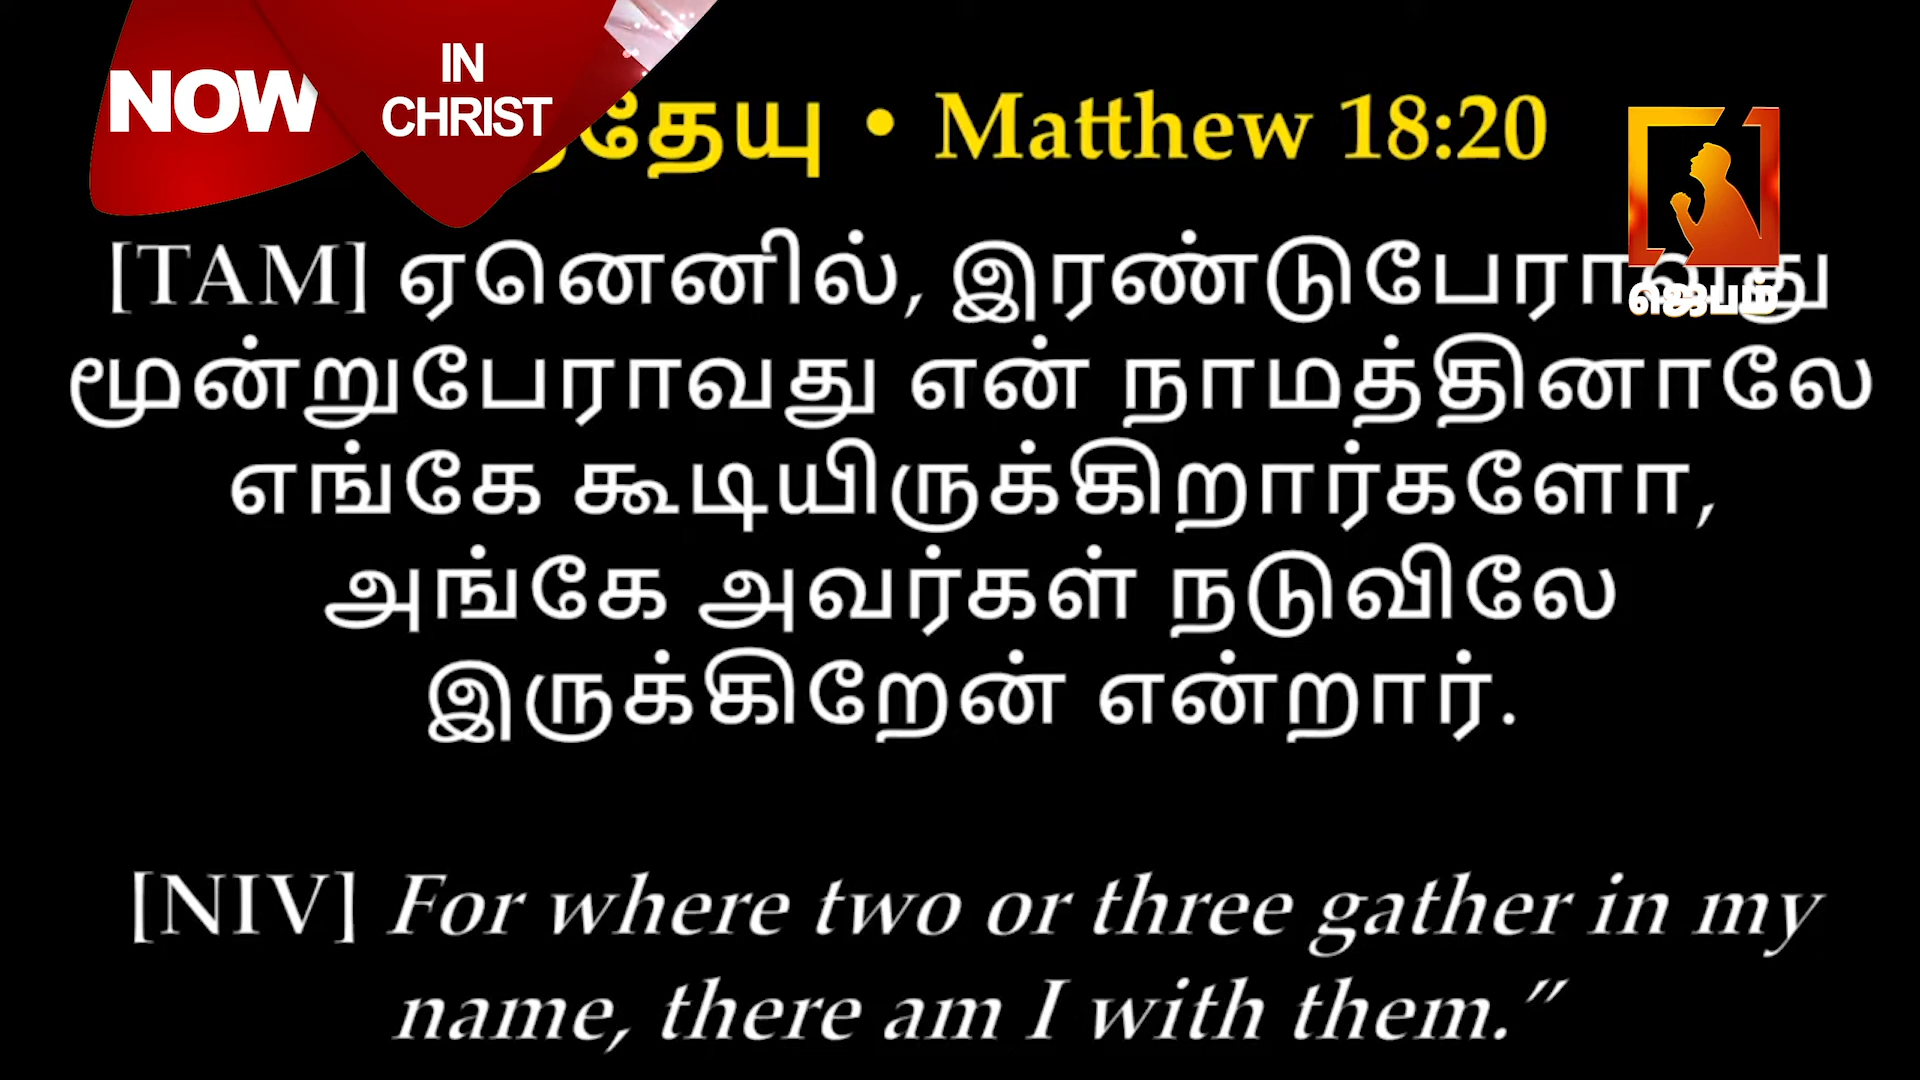 NOW
IN
CHRIST
• Matthew 18:20
[TAM] ஏனெனில், இரண்டுபேராவது
ஜெபம்
மூன்றுபேராவது என் நாமத்தினாலே
எங்கே கூடியிருக்கிறார்களோ,
அங்கே அவர்கள் நடுவிலே
இருக்கிறேன் என்றார்.
[NIV] For where two or three gather in my
name, there am I with them.”